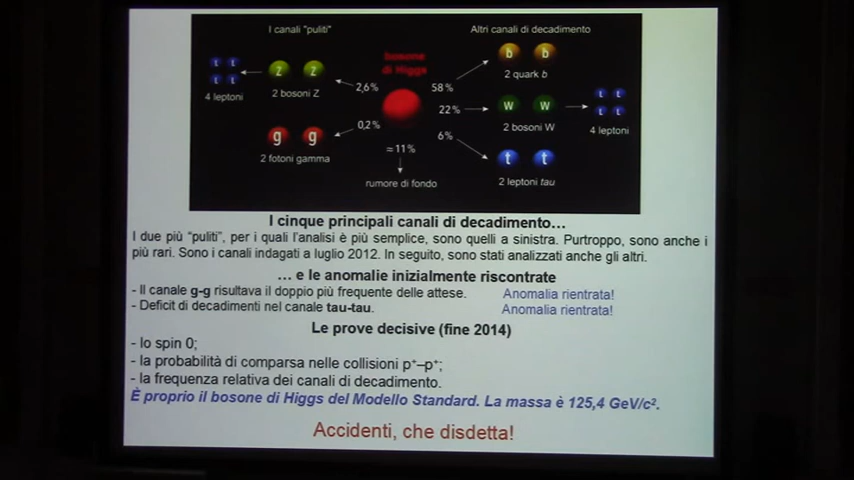 I canali "puliti"
Altri canali di decadimento
bosone
di Higgs
t t
t t
4 leptoni
Z Z
2 bosoni Z
2,6%
g g
2 fotoni gamma
0,2%
≃11%
rumore di fondo
58%
b b
2 quark b
22%
W W
2 bosoni W
t t
t t
4 leptoni
6%
t t
2 leptoni tau
I cinque principali canali di decadimento…
I due più "puliti", per i quali l'analisi è più semplice, sono quelli a sinistra. Purtroppo, sono anche i
più rari. Sono i canali indagati a luglio 2012. In seguito, sono stati analizzati anche gli altri.
… e le anomalie inizialmente riscontrate
- Il canale g-g risultava il doppio più frequente delle attese. Anomalia rientrata!
- Deficit di decadimenti nel canale tau-tau. Anomalia rientrata!
Le prove decisive (fine 2014)
- lo spin 0;
- la probabilità di comparsa nelle collisioni p⁺–p⁺;
- la frequenza relativa dei canali di decadimento.
È proprio il bosone di Higgs del Modello Standard. La massa è 125,4 GeV/c².
Accidenti, che disdetta!